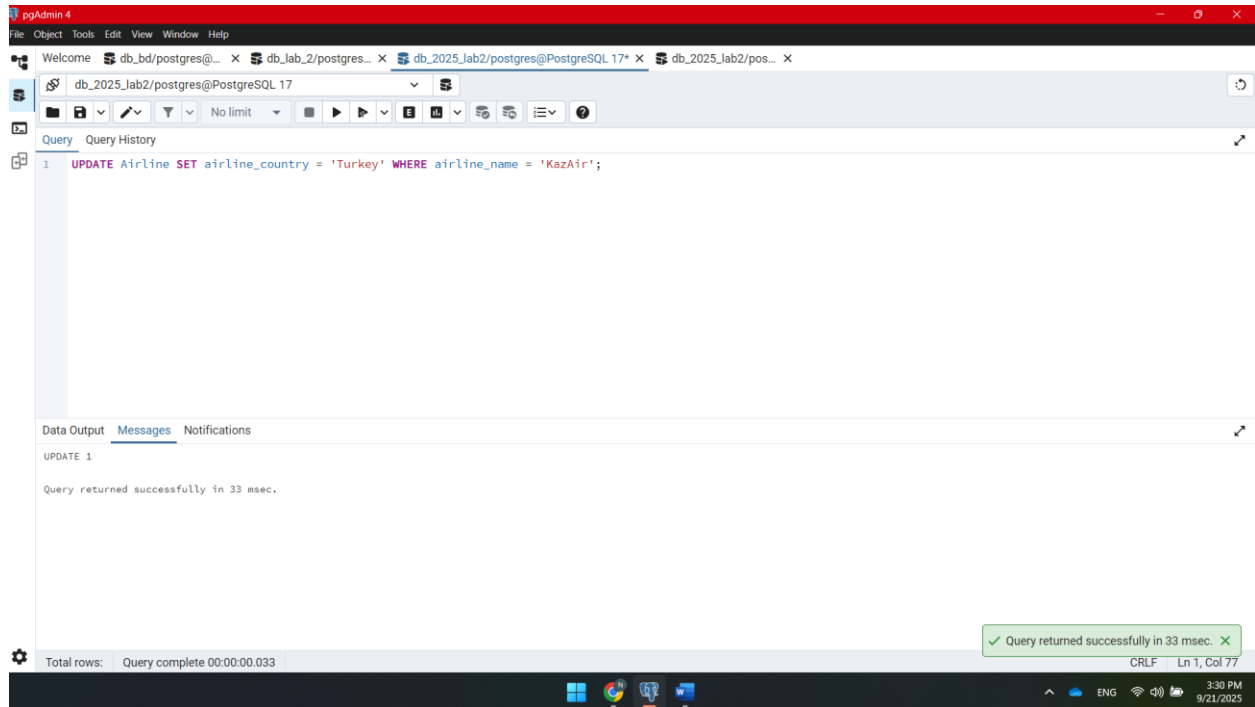 pgAdmin 4
File Object Tools Edit View Window Help
Welcome db_bd/postgres@... db_lab_2/postgres... db_2025_lab2/postgres@PostgreSQL 17* db_2025_lab2/pos...
db_2025_lab2/postgres@PostgreSQL 17
No limit
Query Query History
1 UPDATE Airline SET airline_country = 'Turkey' WHERE airline_name = 'KazAir';
Data Output Messages Notifications
UPDATE 1
Query returned successfully in 33 msec.
Query returned successfully in 33 msec.
Total rows: Query complete 00:00:00.033 CRLF Ln 1, Col 77
ENG 3:30 PM
9/21/2025